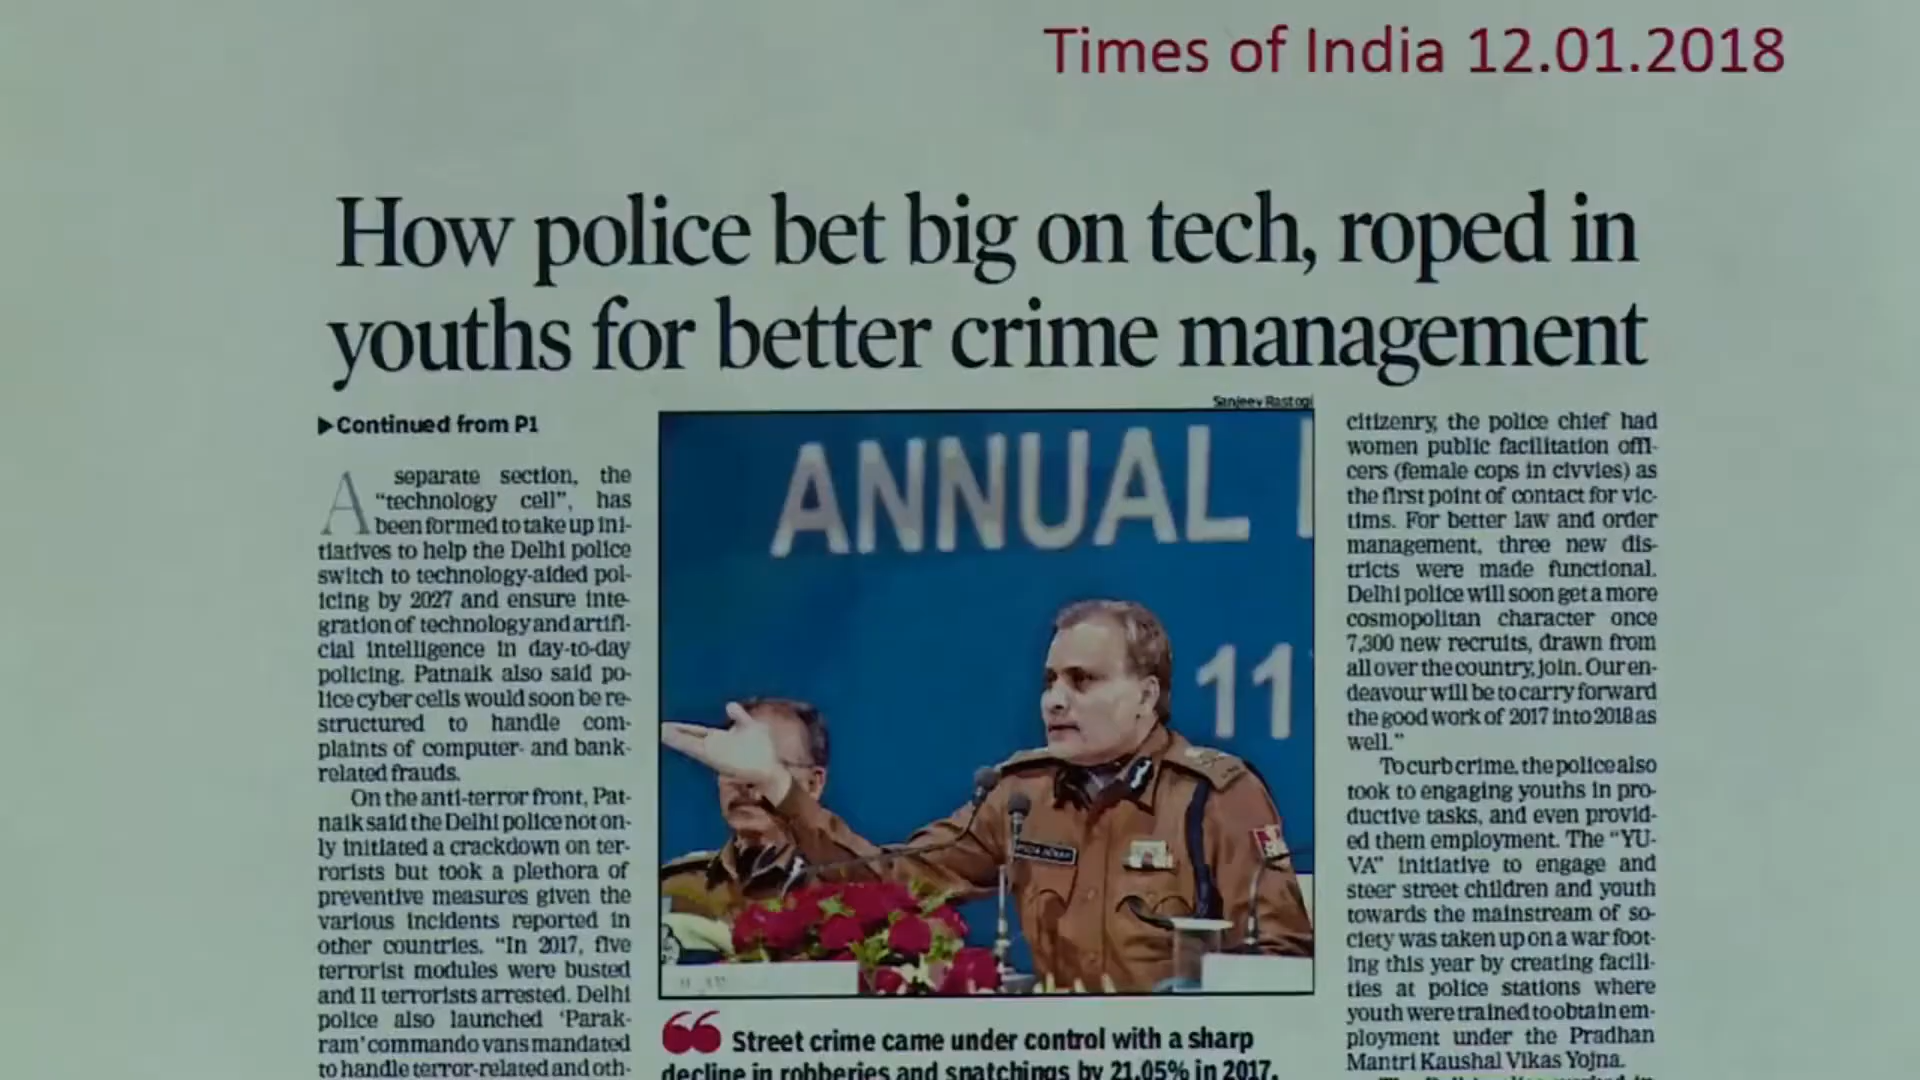 Times of India 12.01.2018
How police bet big on tech, roped in
youths for better crime management
▶Continued from P1
A separate section, the
“technology cell”, has
been formed to take up ini-
tiatives to help the Delhi police
switch to technology-aided pol-
icing by 2027 and ensure inte-
gration of technology and artifi-
cial intelligence in day-to-day
policing. Patnaik also said po-
lice cyber cells would soon be re-
structured to handle com-
plaints of computer- and bank-
related frauds.
On the anti-terror front, Pat-
naik said the Delhi police not on-
ly initiated a crackdown on ter-
rorists but took a plethora of
preventive measures given the
various incidents reported in
other countries. “In 2017, five
terrorist modules were busted
and 11 terrorists arrested. Delhi
police also launched ‘Parak-
ram’ commando vans mandated
to handle terror-related and oth-
Sanjeev Rastogi
ANNUAL
11
Street crime came under control with a sharp
decline in robberies and snatchings by 21.05% in 2017.
citizenry, the police chief had
women public facilitation offi-
cers (female cops in civvies) as
the first point of contact for vic-
tims. For better law and order
management, three new dis-
tricts were made functional.
Delhi police will soon get a more
cosmopolitan character once
7,300 new recruits, drawn from
all over the country, join. Our en-
deavour will be to carry forward
the good work of 2017 into 2018 as
well.”
To curb crime, the police also
took to engaging youths in pro-
ductive tasks, and even provid-
ed them employment. The “YU-
VA” initiative to engage and
steer street children and youth
towards the mainstream of so-
ciety was taken up on a war foot-
ing this year by creating facili-
ties at police stations where
youth were trained to obtain em-
ployment under the Pradhan
Mantri Kaushal Vikas Yojna.